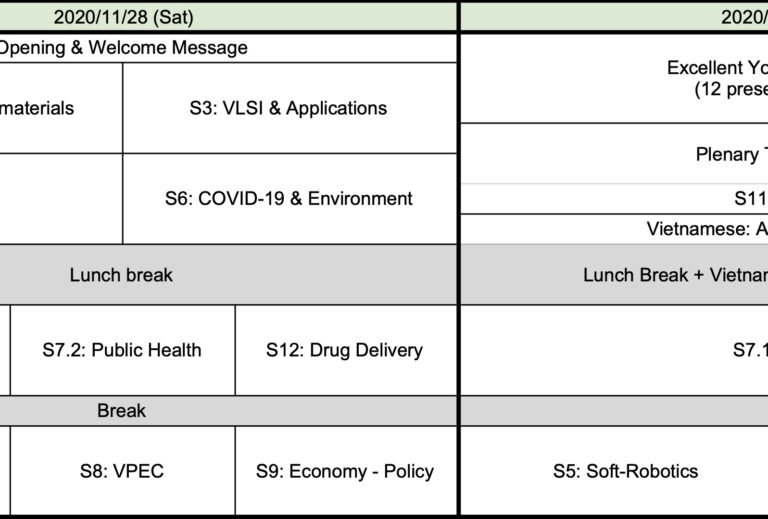 2020/11/28 (Sat)
2020/
Opening & Welcome Message
Excellent Yo
(12 prese
materials
S3: VLSI & Applications
Plenary
S6: COVID-19 & Environment
S11
Vietnamese: A
Lunch break
Lunch Break + Vietnar
S7.2: Public Health
S12: Drug Delivery
S7.1
Break
S8: VPEC
S9: Economy - Policy
S5: Soft-Robotics